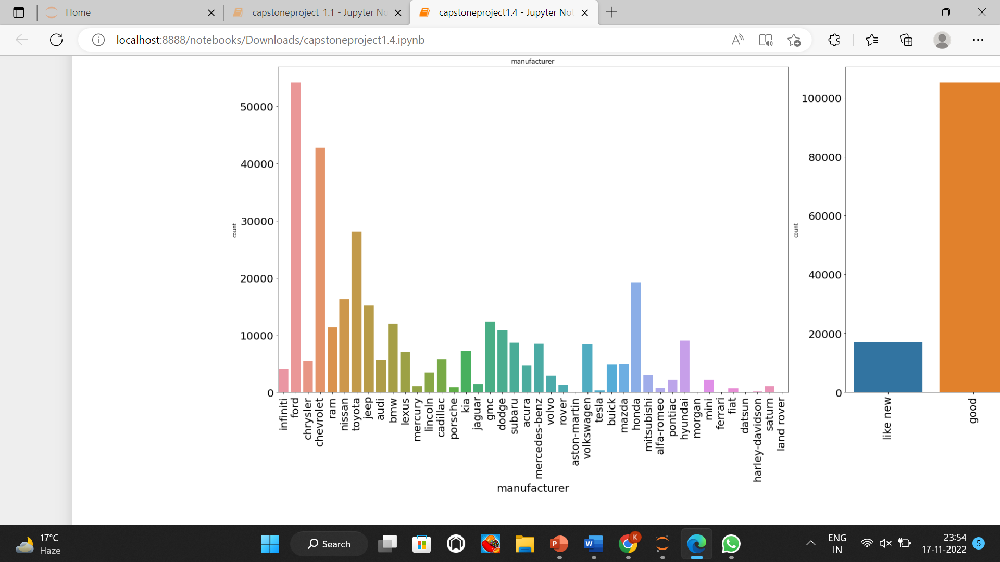 Home
capstoneproject_1.1 - Jupyter No
capstoneproject1.4 - Jupyter Not
localhost:8888/notebooks/Downloads/capstoneproject1.4.ipynb
manufacturer
50000
40000
30000
20000
10000
0
count
infiniti
ford
chrysler
chevrolet
ram
nissan
toyota
jeep
audi
bmw
lexus
mercury
lincoln
cadillac
porsche
kia
jaguar
gmc
dodge
subaru
acura
mercedes-benz
volvo
rover
aston-martin
volkswagen
tesla
buick
mazda
honda
mitsubishi
alfa-romeo
pontiac
hyundai
morgan
mini
ferrari
fiat
datsun
harley-davidson
saturn
land rover
manufacturer
100000
80000
60000
40000
20000
0
count
like new
good
17°C
Haze
Search
P
W
K
ENG
IN
23:54
17-11-2022
5